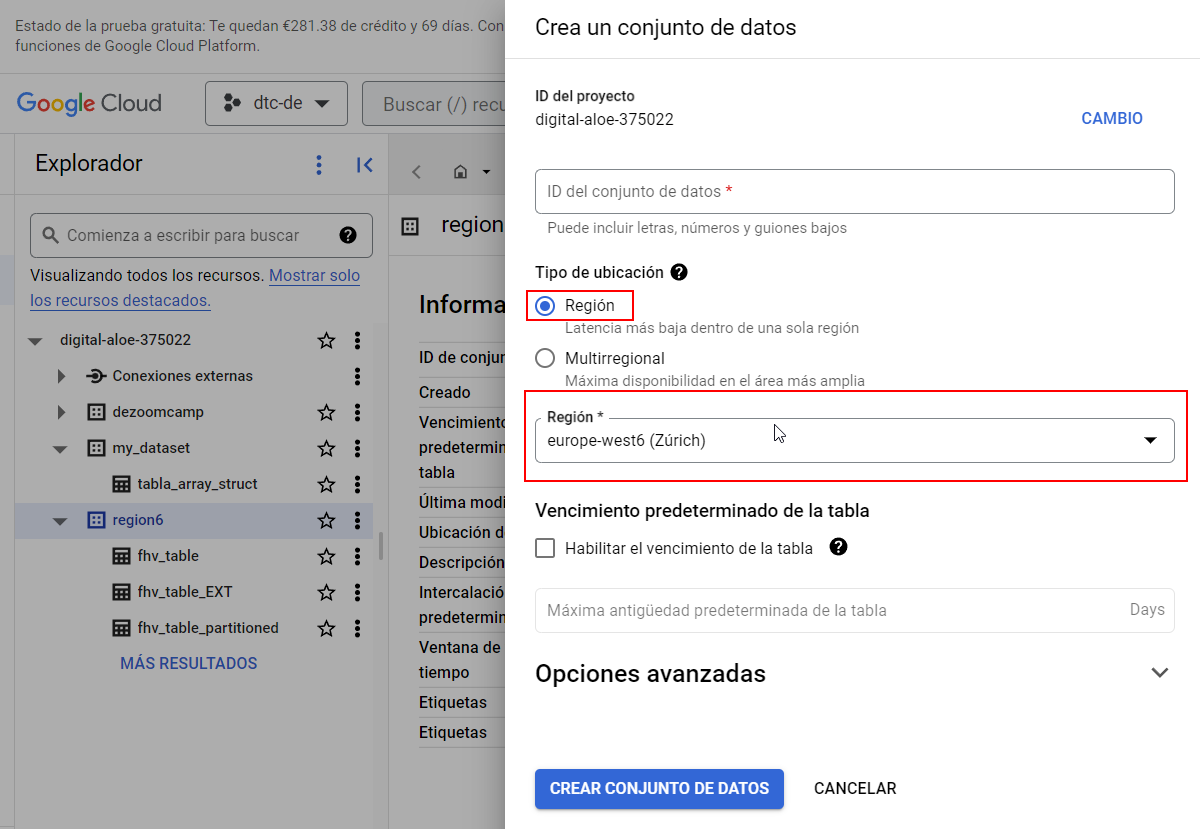 Estado de la prueba gratuita: Te quedan €281.38 de crédito y 69 días. Con
funciones de Google Cloud Platform.
Google Cloud
dtc-de
Buscar (/) recu
Explorador
Comienza a escribir para buscar
Visualizando todos los recursos. Mostrar solo
los recursos destacados.
digital-aloe-375022
Conexiones externas
dezoomcamp
my_dataset
tabla_array_struct
region6
fhv_table
fhv_table_EXT
fhv_table_partitioned
MÁS RESULTADOS
region
Informa
ID de conjun
Creado
Vencimiento
predetermin
tabla
Última modi
Ubicación d
Descripción
Intercalació
predetermin
Ventana de
tiempo
Etiquetas
Etiquetas
Crea un conjunto de datos
ID del proyecto
digital-aloe-375022
CAMBIO
ID del conjunto de datos *
Puede incluir letras, números y guiones bajos
Tipo de ubicación
Región
Latencia más baja dentro de una sola región
Multirregional
Máxima disponibilidad en el área más amplia
Región *
europe-west6 (Zúrich)
Vencimiento predeterminado de la tabla
Habilitar el vencimiento de la tabla
Máxima antigüedad predeterminada de la tabla
Days
Opciones avanzadas
CREAR CONJUNTO DE DATOS
CANCELAR